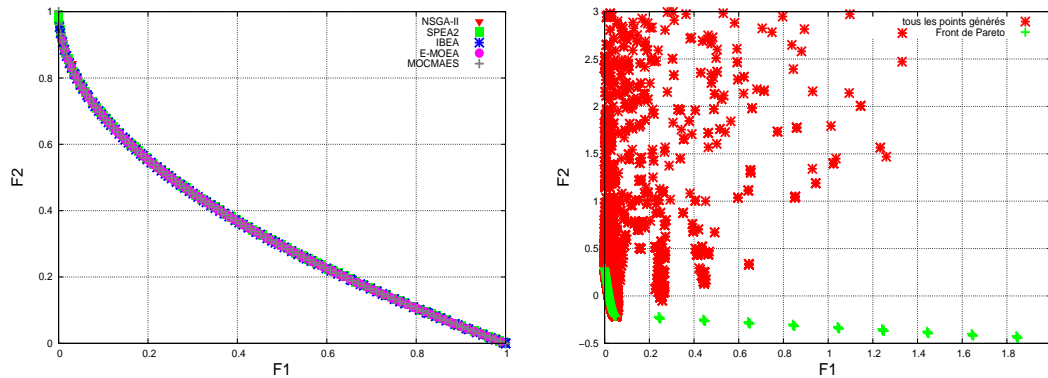 NSGA-II
SPEA2
IBEA
E-MOEA
MOCMAES
1
0.8
0.6
0.4
0.2
0
F2
0
0.2
0.4
0.6
0.8
1
F1
tous les points générés
Front de Pareto
3
2.5
2
1.5
1
0.5
0
−0.5
F2
0
0.2
0.4
0.6
0.8
1
1.2
1.4
1.6
1.8
F1